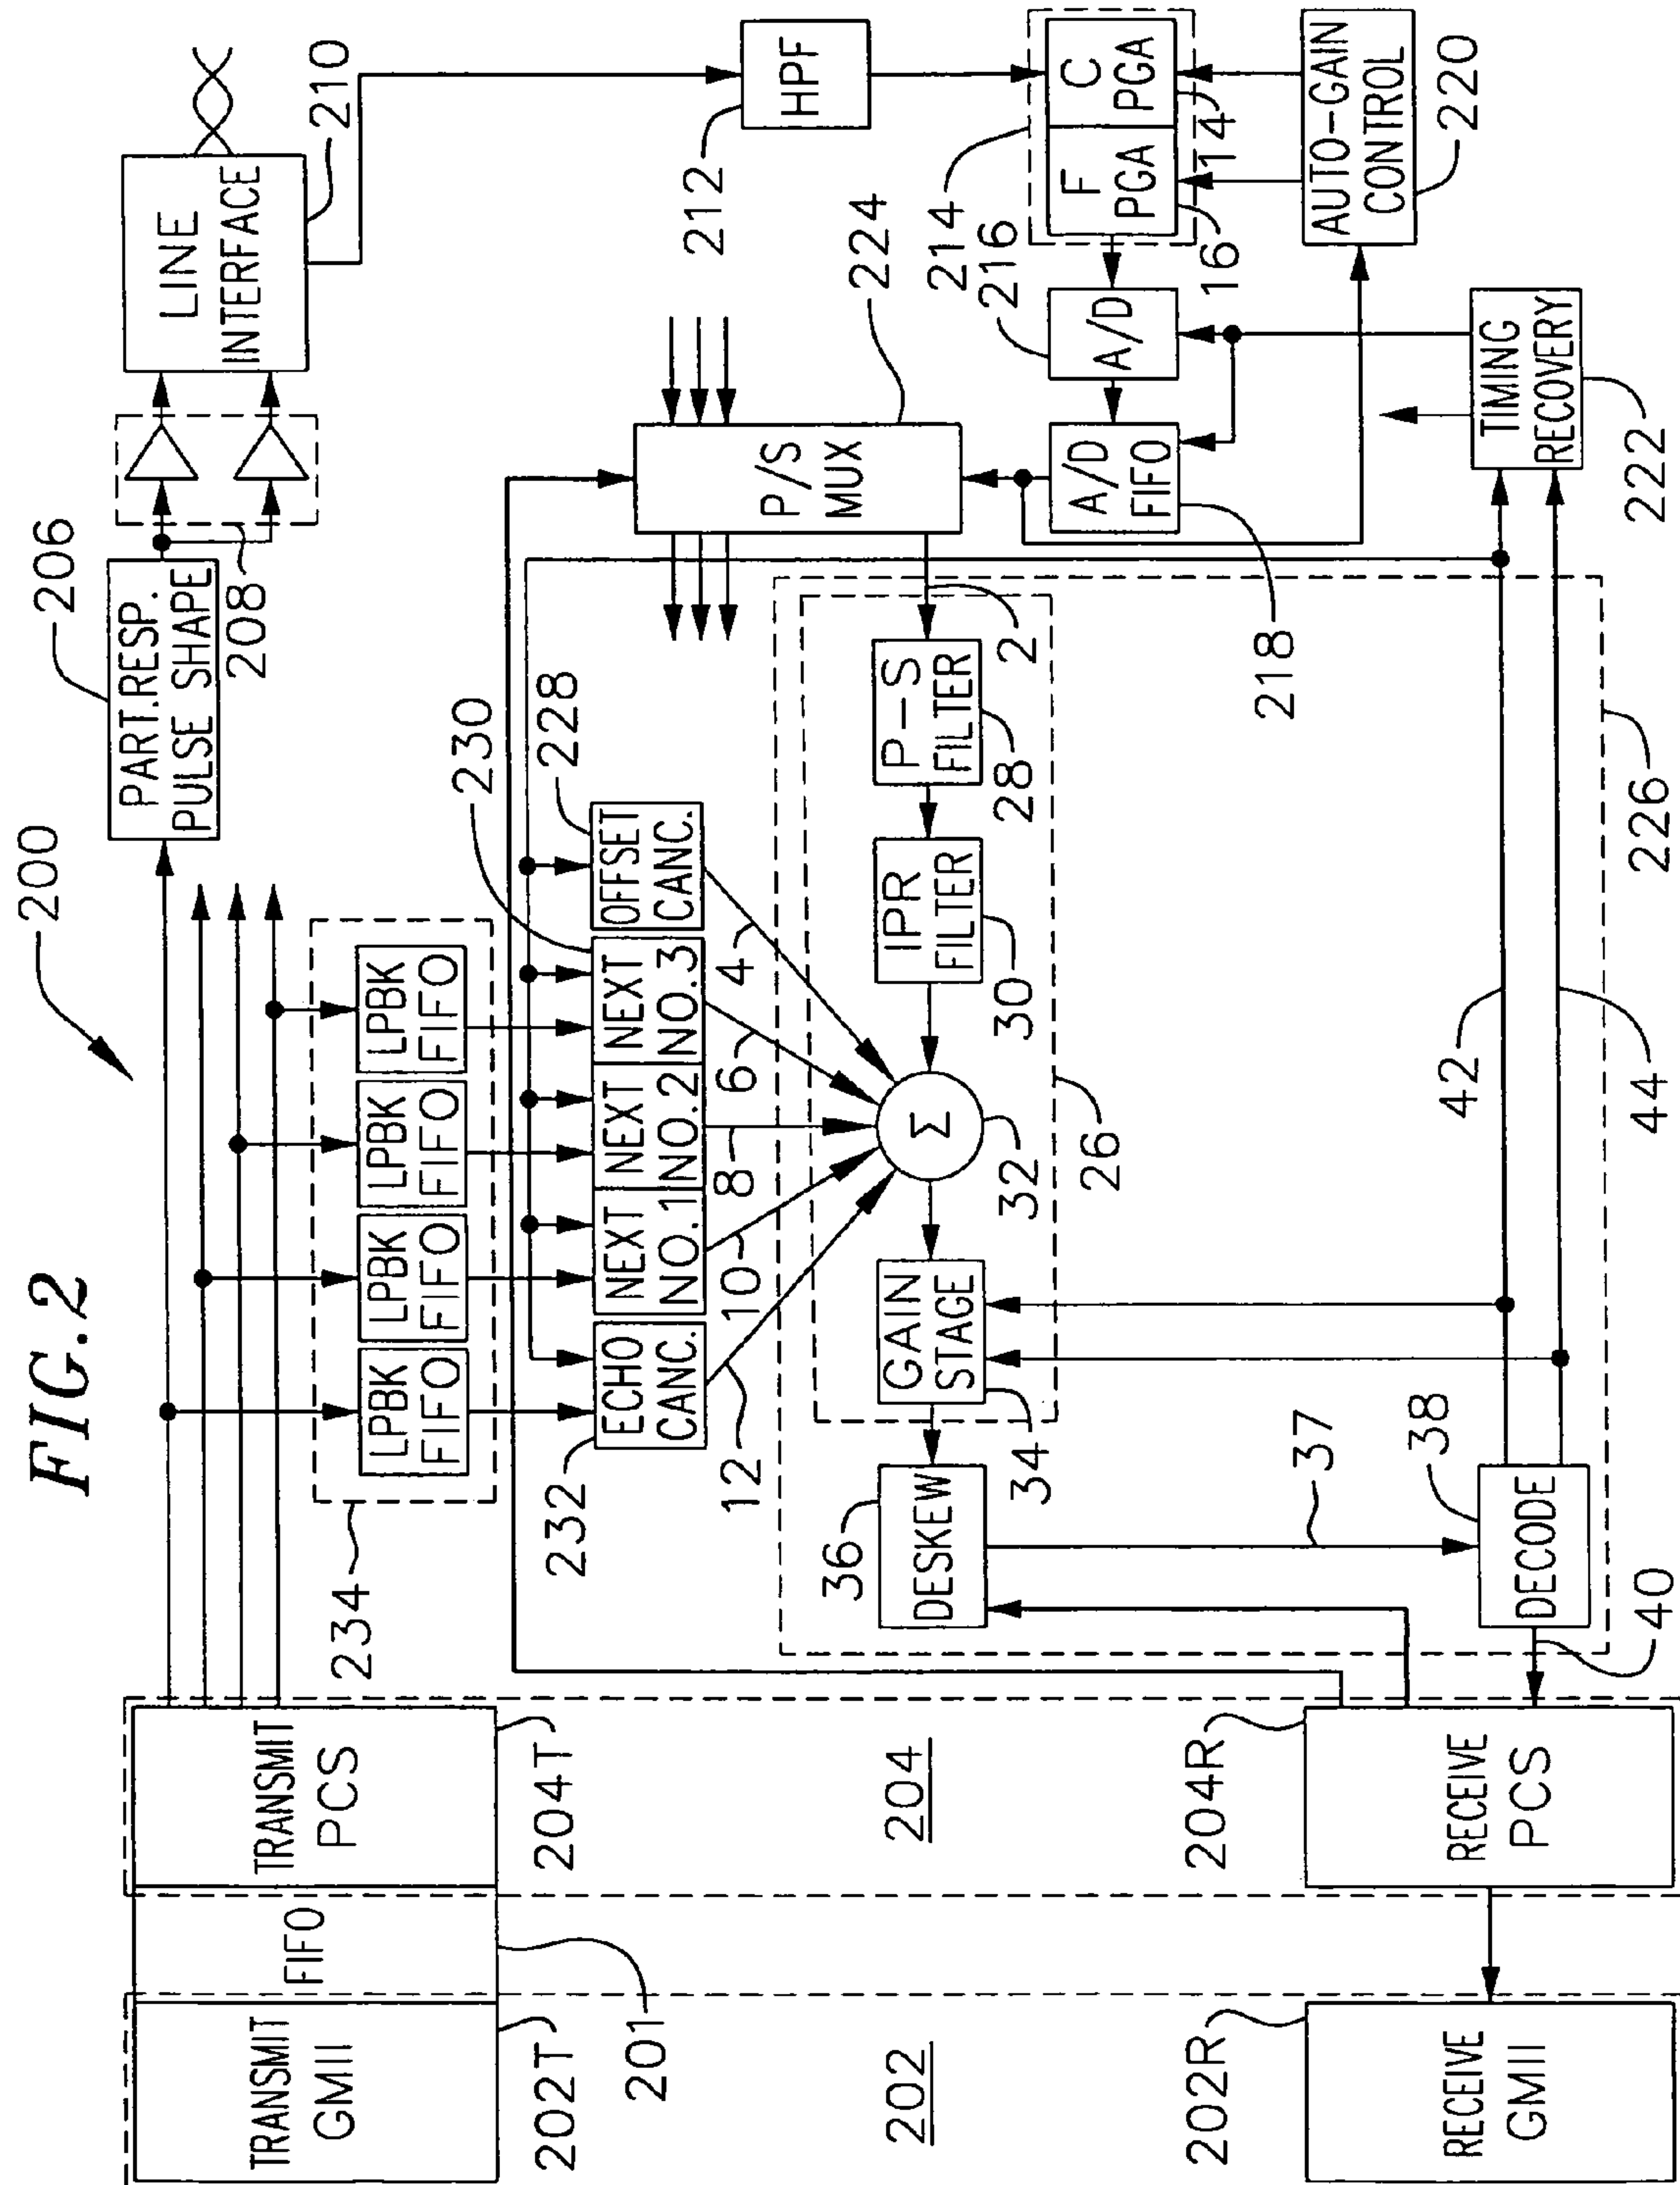 FIG.2
200
TRANSMIT
GMII
202T
FIFO
201
TRANSMIT
PCS
204T
PART.RESP.
PULSE SHAPE
206
208
LINE
INTERFACE
210
234
LPBK
FIFO
LPBK
FIFO
LPBK
FIFO
LPBK
FIFO
232
ECHO
CANC.
NEXT
NO.1
NEXT
NO.2
NEXT
NO.3
230
OFFSET
CANC.
228
12
10
8
6
4
P/S
MUX
224
HPF
212
202
204
36
DESKEW
GAIN
STAGE
34
Σ
32
IPR
FILTER
30
P-S
FILTER
28
2
26
A/D
FIFO
218
A/D
216
F
PGA
16
C
PGA
14
214
AUTO-GAIN
CONTROL
220
TIMING
RECOVERY
222
37
38
DECODE
40
42
44
226
202R
RECEIVE
GMII
204R
RECEIVE
PCS